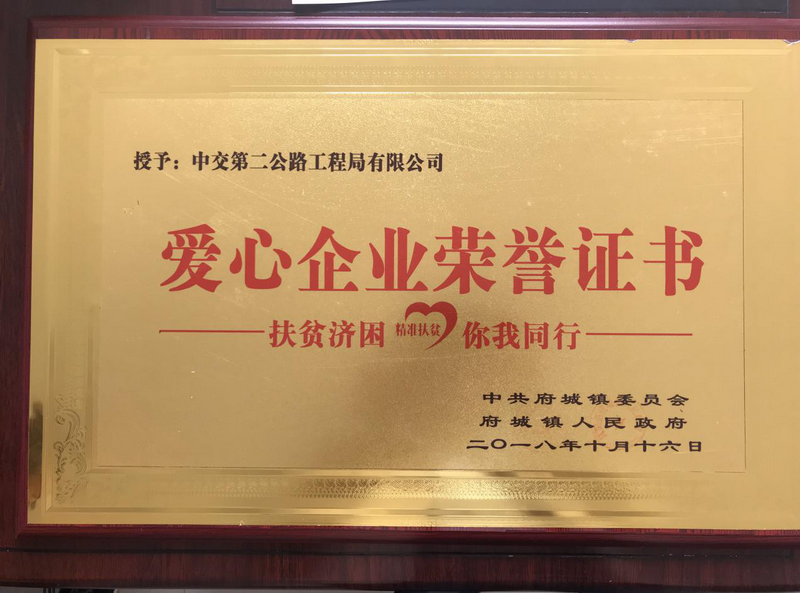 授予：中交第二公路工程局有限公司
爱心企业荣誉证书
扶贫济困 精准扶贫 你我同行
中共府城镇委员会
府城镇人民政府
二〇一八年十月十六日